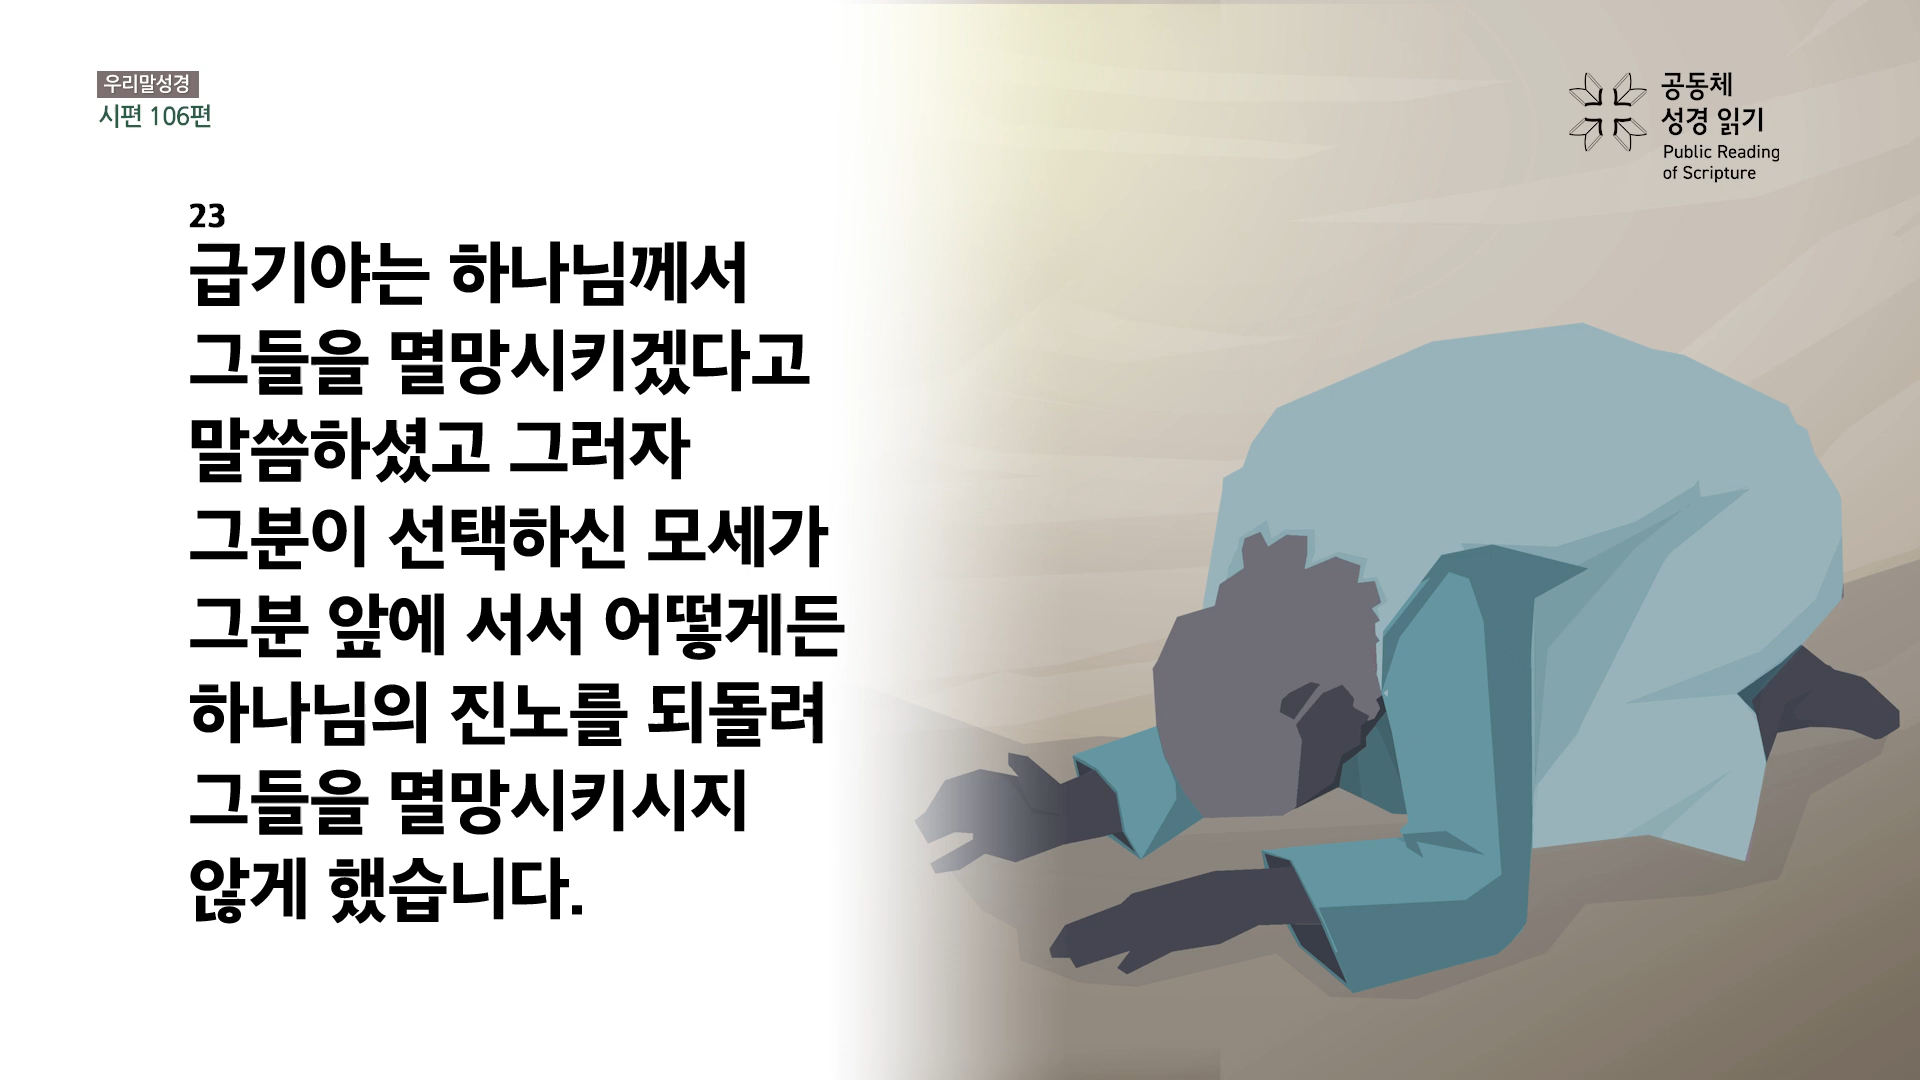 우리말성경
시편 106편
공동체
성경 읽기
Public Reading
of Scripture
23
급기야는 하나님께서
그들을 멸망시키겠다고
말씀하셨고 그러자
그분이 선택하신 모세가
그분 앞에 서서 어떻게든
하나님의 진노를 되돌려
그들을 멸망시키시지
않게 했습니다.